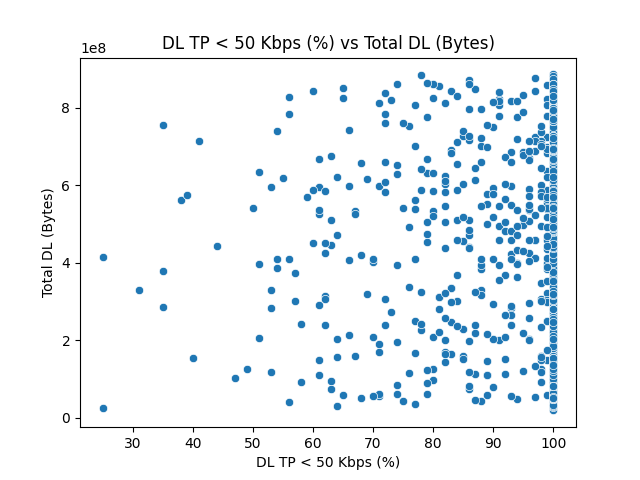 DL TP < 50 Kbps (%) vs Total DL (Bytes)
1e8
8
6
4
2
0
Total DL (Bytes)
30 40 50 60 70 80 90 100
DL TP < 50 Kbps (%)